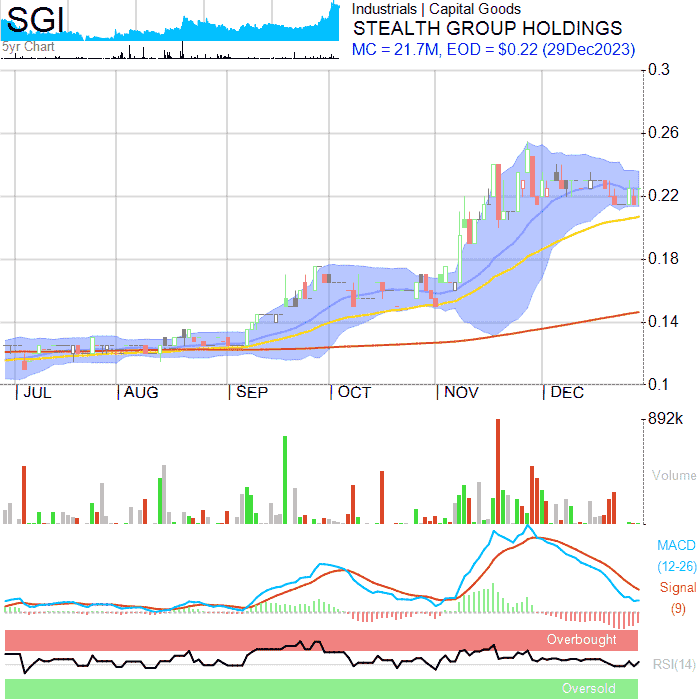 SGI
5yr Chart
Industrials | Capital Goods
STEALTH GROUP HOLDINGS
MC = 21.7M, EOD = $0.22 (29Dec2023)
0.3
0.26
0.22
0.18
0.14
0.1
JUL AUG SEP OCT NOV DEC
892k
Volume
MACD
(12-26)
Signal
(9)
Overbought
RSI(14)
Oversold